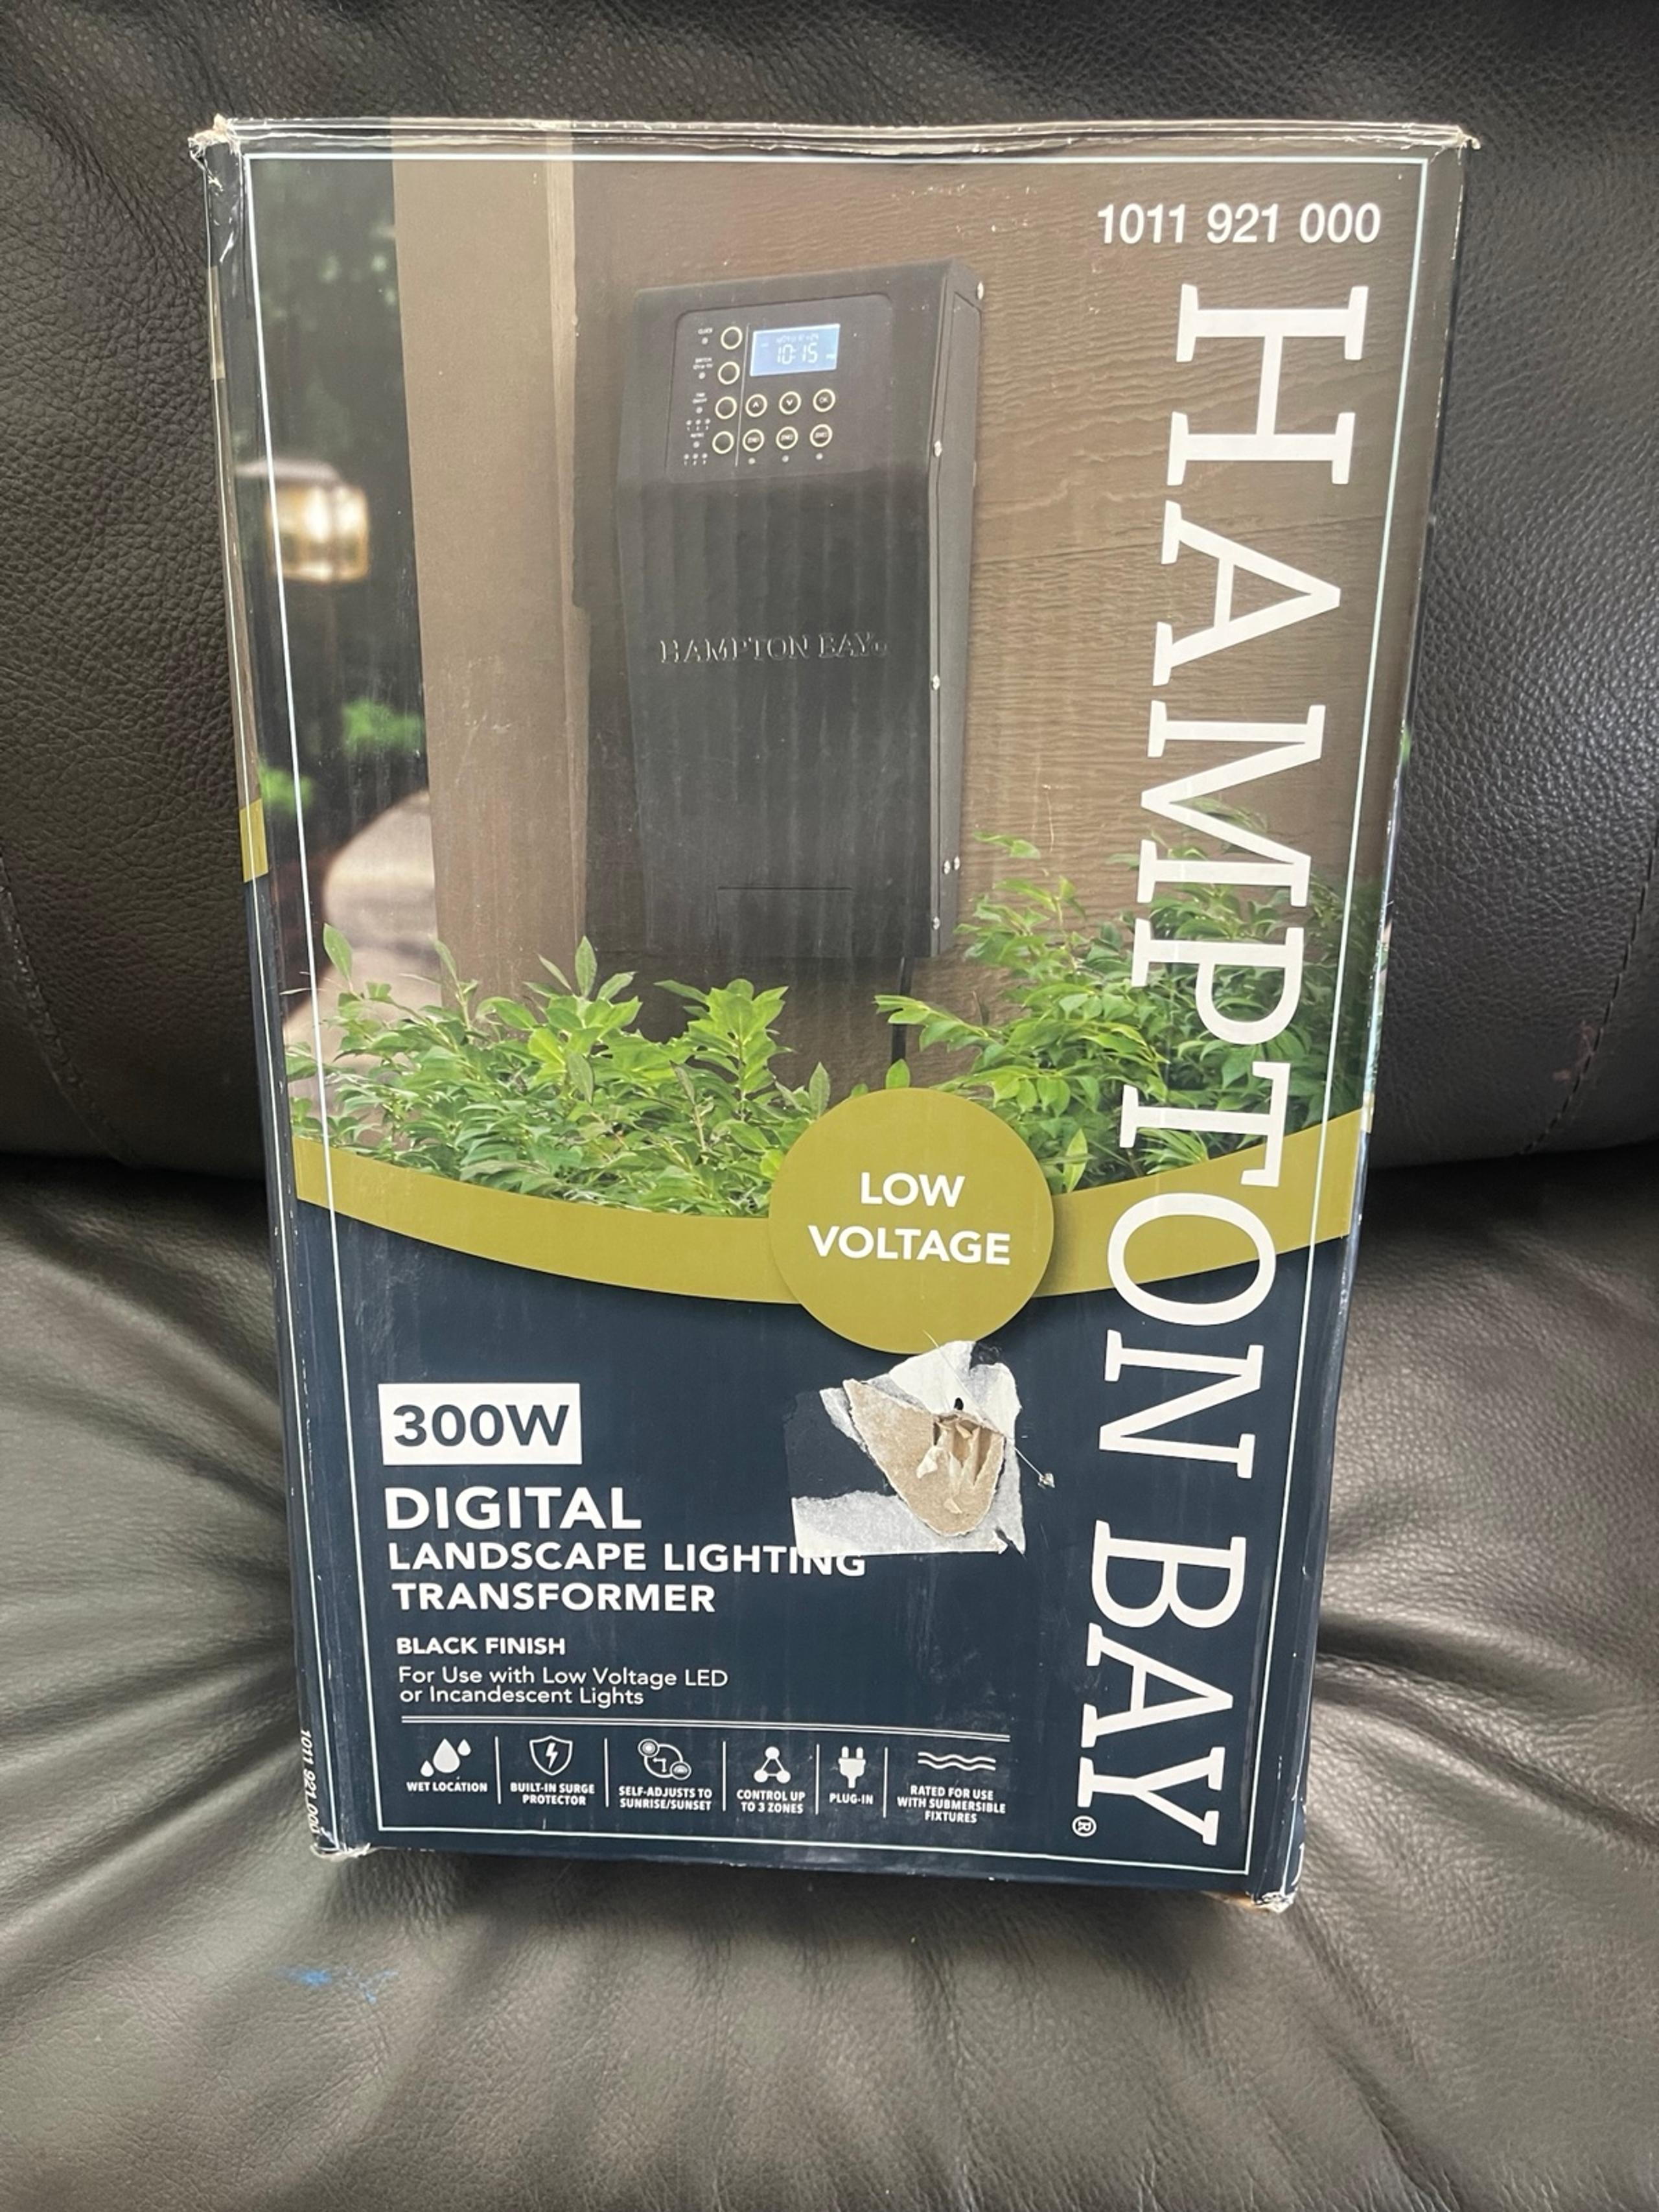 1011 921 000
HAMPTON BAY®
10:15
HAMPTON BAY
LOW
VOLTAGE
300W
DIGITAL
LANDSCAPE LIGHTING
TRANSFORMER
BLACK FINISH
For Use with Low Voltage LED
or Incandescent Lights
WET LOCATION
BUILT-IN SURGE
PROTECTOR
SELF-ADJUSTS TO
SUNRISE/SUNSET
CONTROL UP
TO 3 ZONES
PLUG-IN
RATED FOR USE
WITH SUBMERSIBLE
FIXTURES
1011 921 000